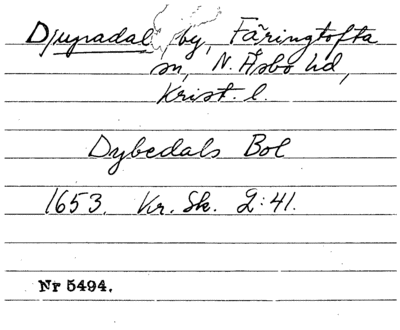 Djupadal by, Färingtofta
sn, N. Åsbo hd,
Krist. l.
Dybedals Bol
1653. Kr. Sk. 2:41.
Nr 5494.